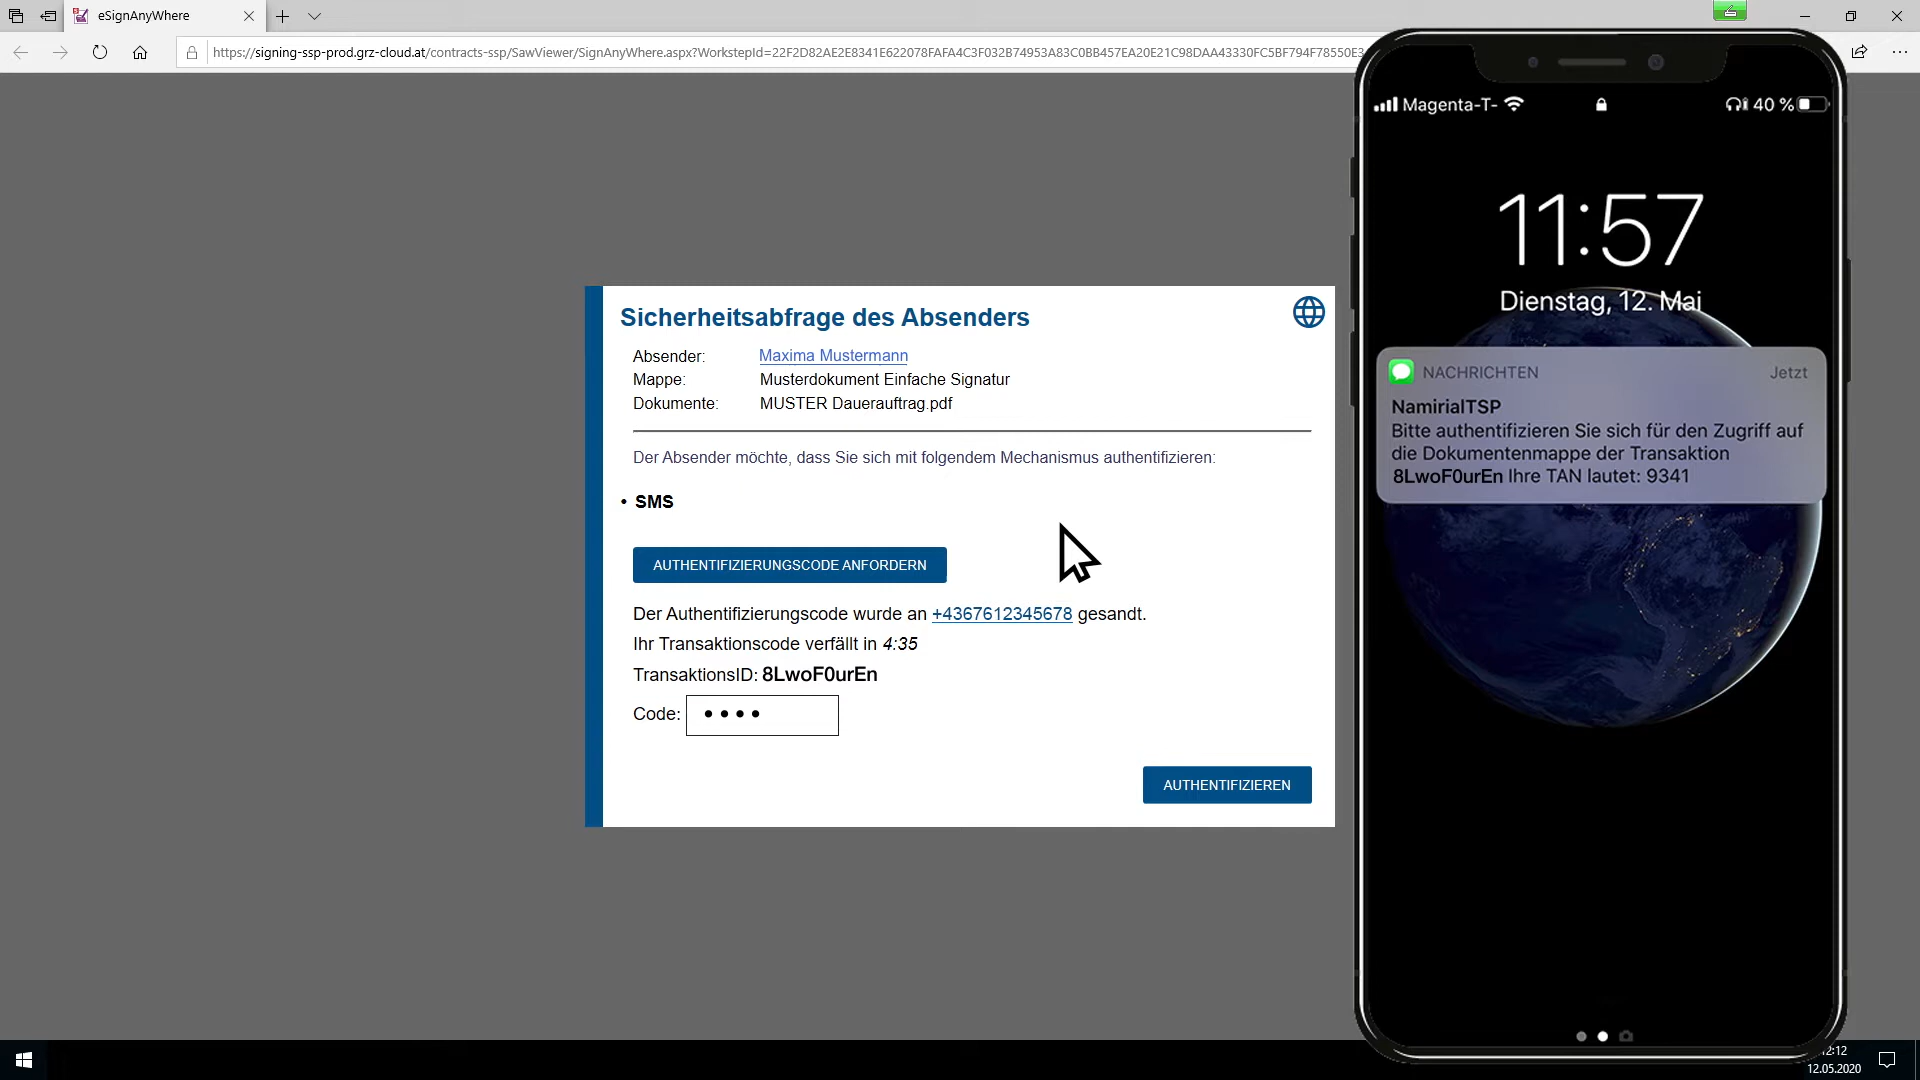 eSignAnyWhere
https://signing-ssp-prod.grz-cloud.at/contracts-ssp/SawViewer/SignAnyWhere.aspx?WorkstepId=22F2D82AE2E8341E622078FAFA4C3F032B74953A83C0BB457EA20E21C98DAA43330FC5BF794F78550E3
Sicherheitsabfrage des Absenders
Absender: Maxima Mustermann
Mappe: Musterdokument Einfache Signatur
Dokumente: MUSTER Dauerauftrag.pdf
Der Absender möchte, dass Sie sich mit folgendem Mechanismus authentifizieren:
• SMS
AUTHENTIFIZIERUNGSCODE ANFORDERN
Der Authentifizierungscode wurde an +4367612345678 gesandt.
Ihr Transaktionscode verfällt in 4:35
TransaktionsID: 8LwoF0urEn
Code: ••••
AUTHENTIFIZIEREN
Magenta-T- 40 %
11:57
Dienstag, 12. Mai
NACHRICHTEN Jetzt
NamirialTSP
Bitte authentifizieren Sie sich für den Zugriff auf
die Dokumentenmappe der Transaktion
8LwoF0urEn Ihre TAN lautet: 9341
12:12
12.05.2020